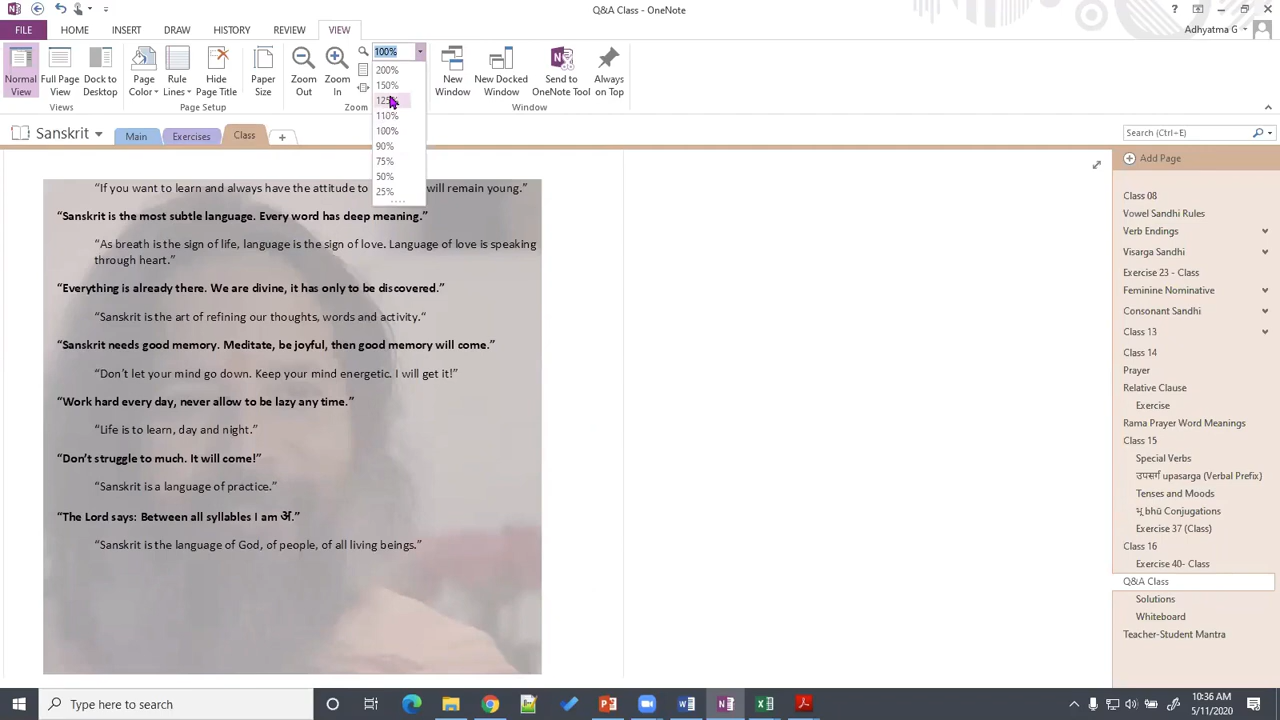 Q&A Class - OneNote
FILE HOME INSERT DRAW HISTORY REVIEW VIEW
Adhyatma G
Normal View
Full Page View
Dock to Desktop
Views
Page Color
Rule Lines
Hide Title
Page Setup
Paper Size
Zoom Out
Zoom In
Zoom
100%
200%
150%
125%
110%
100%
90%
75%
50%
25%
New Window
New Docked Window
Send to OneNote Tool
Always on Top
Window
Sanskrit
Main
Exercises
Class
Search (Ctrl+E)
“If you want to learn and always have the attitude to will remain young.”
“Sanskrit is the most subtle language. Every word has deep meaning.”
“As breath is the sign of life, language is the sign of love. Language of love is speaking
through heart.”
“Everything is already there. We are divine, it has only to be discovered.”
“Sanskrit is the art of refining our thoughts, words and activity.“
“Sanskrit needs good memory. Meditate, be joyful, then good memory will come.”
“Don’t let your mind go down. Keep your mind energetic. I will get it!”
“Work hard every day, never allow to be lazy any time.”
“Life is to learn, day and night.”
“Don’t struggle to much. It will come!”
“Sanskrit is a language of practice.”
“The Lord says: Between all syllables I am अ.”
“Sanskrit is the language of God, of people, of all living beings.”
Add Page
Class 08
Vowel Sandhi Rules
Verb Endings
Visarga Sandhi
Exercise 23 - Class
Feminine Nominative
Consonant Sandhi
Class 13
Class 14
Prayer
Relative Clause
Exercise
Rama Prayer Word Meanings
Class 15
Special Verbs
उपसर्ग upasarga (Verbal Prefix)
Tenses and Moods
भू bhū Conjugations
Exercise 37 (Class)
Class 16
Exercise 40- Class
Q&A Class
Solutions
Whiteboard
Teacher-Student Mantra
Type here to search
10:36 AM
5/11/2020